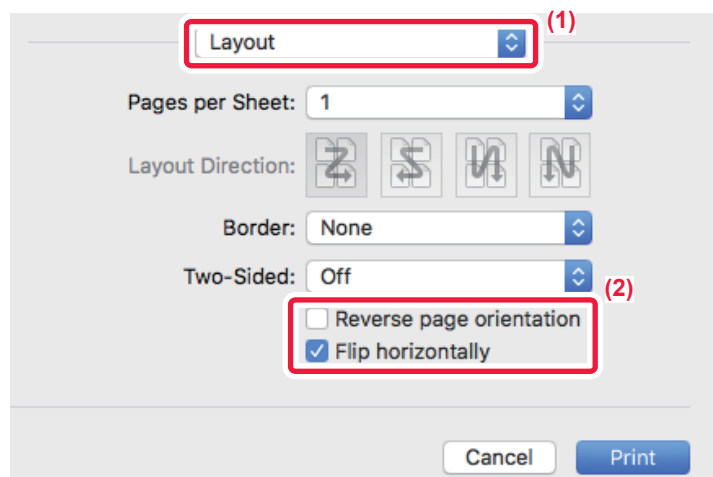 (1)
Layout
Pages per Sheet: 1
Layout Direction:
Border: None
Two-Sided: Off
(2)
Reverse page orientation
Flip horizontally
Cancel Print